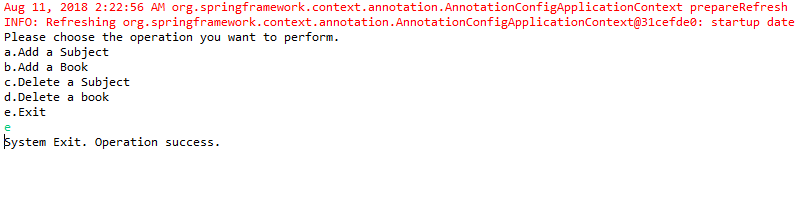 Aug 11, 2018 2:22:56 AM org.springframework.context.annotation.AnnotationConfigApplicationContext prepareRefresh
INFO: Refreshing org.springframework.context.annotation.AnnotationConfigApplicationContext@31cefde0: startup date
Please choose the operation you want to perform.
a.Add a Subject
b.Add a Book
c.Delete a Subject
d.Delete a book
e.Exit
e
System Exit. Operation success.